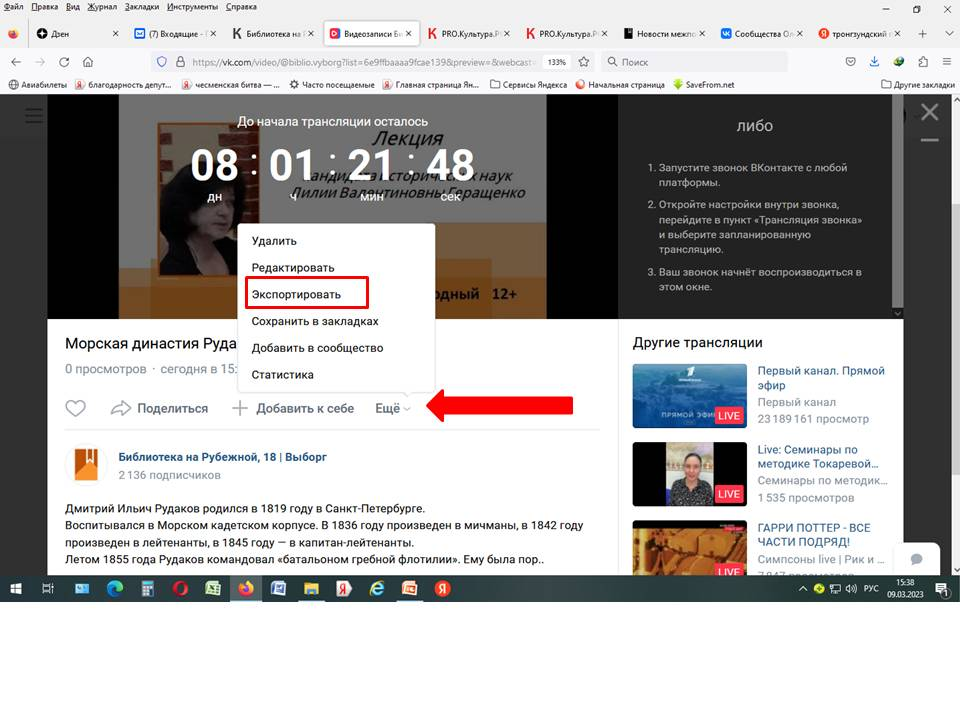 Файл Правка Вид Журнал Закладки Инструменты Справка
Дзен
(7) Входящие -
Библиотека на
Видеозаписи Би
PRO.Культура.РФ
PRO.Культура.РФ
Новости межпо
Сообщества Ол
тронгзундский
https://vk.com/video/@biblio.vyborg?list=6e9ffbaaaa9fcae139&preview=&webcast
133%
Поиск
Авиабилеты
благодарность депут...
чесменская битва — ...
Часто посещаемые
Главная страница Ян...
Сервисы Яндекса
Начальная страница
SaveFrom.net
Другие закладки
До начала трансляции осталось
Лекция
08 : 01 : 21 : 48
кандидата исторических наук
Лилии Валентиновны Геращенко
дн ч мин сек
одный 12+
либо
1. Запустите звонок ВКонтакте с любой
платформы.
2. Откройте настройки внутри звонка,
перейдите в пункт «Трансляция звонка»
и выберите запланированную
трансляцию.
3. Ваш звонок начнёт воспроизводиться в
этом окне.
Удалить
Редактировать
Экспортировать
Сохранить в закладках
Добавить в сообщество
Статистика
Морская династия Руда
0 просмотров · сегодня в 15:
Поделиться
Добавить к себе
Ещё
Библиотека на Рубежной, 18 | Выборг
2 136 подписчиков
Дмитрий Ильич Рудаков родился в 1819 году в Санкт-Петербурге.
Воспитывался в Морском кадетском корпусе. В 1836 году произведен в мичманы, в 1842 году
произведен в лейтенанты, в 1845 году — в капитан-лейтенанты.
Летом 1855 года Рудаков командовал «батальоном гребной флотилии». Ему была пор..
Другие трансляции
ПРЯМОЙ ЭФИР
LIVE
Первый канал. Прямой
эфир
Первый канал
23 189 161 просмотр
LIVE
Live: Семинары по
методике Токаревой...
Семинары по методик...
1 535 просмотров
LIVE
ГАРРИ ПОТТЕР - ВСЕ
ЧАСТИ ПОДРЯД!
Симпсоны live | Рик и ...
РУС
15:38
09.03.2023
1